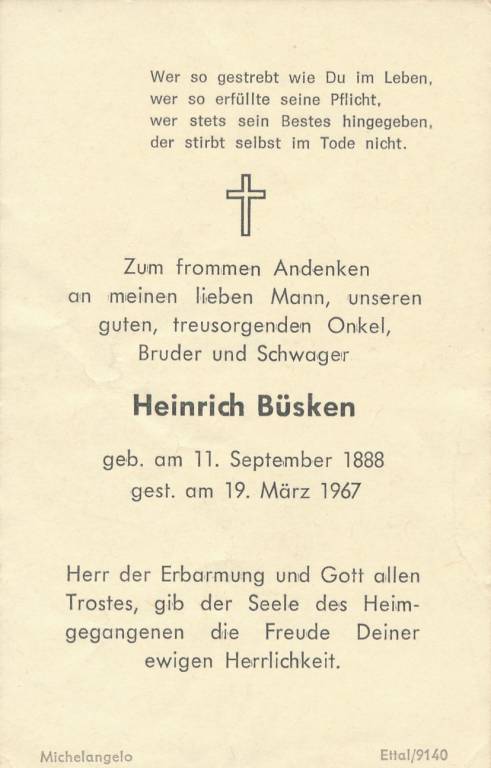 Wer so gestrebt wie Du im Leben,
wer so erfüllte seine Pflicht,
wer stets sein Bestes hingegeben,
der stirbt selbst im Tode nicht.
Zum frommen Andenken
an meinen lieben Mann, unseren
guten, treusorgenden Onkel,
Bruder und Schwager
Heinrich Büsken
geb. am 11. September 1888
gest. am 19. März 1967
Herr der Erbarmung und Gott allen
Trostes, gib der Seele des Heim-
gegangenen die Freude Deiner
ewigen Herrlichkeit.
Michelangelo
Ettal/9140